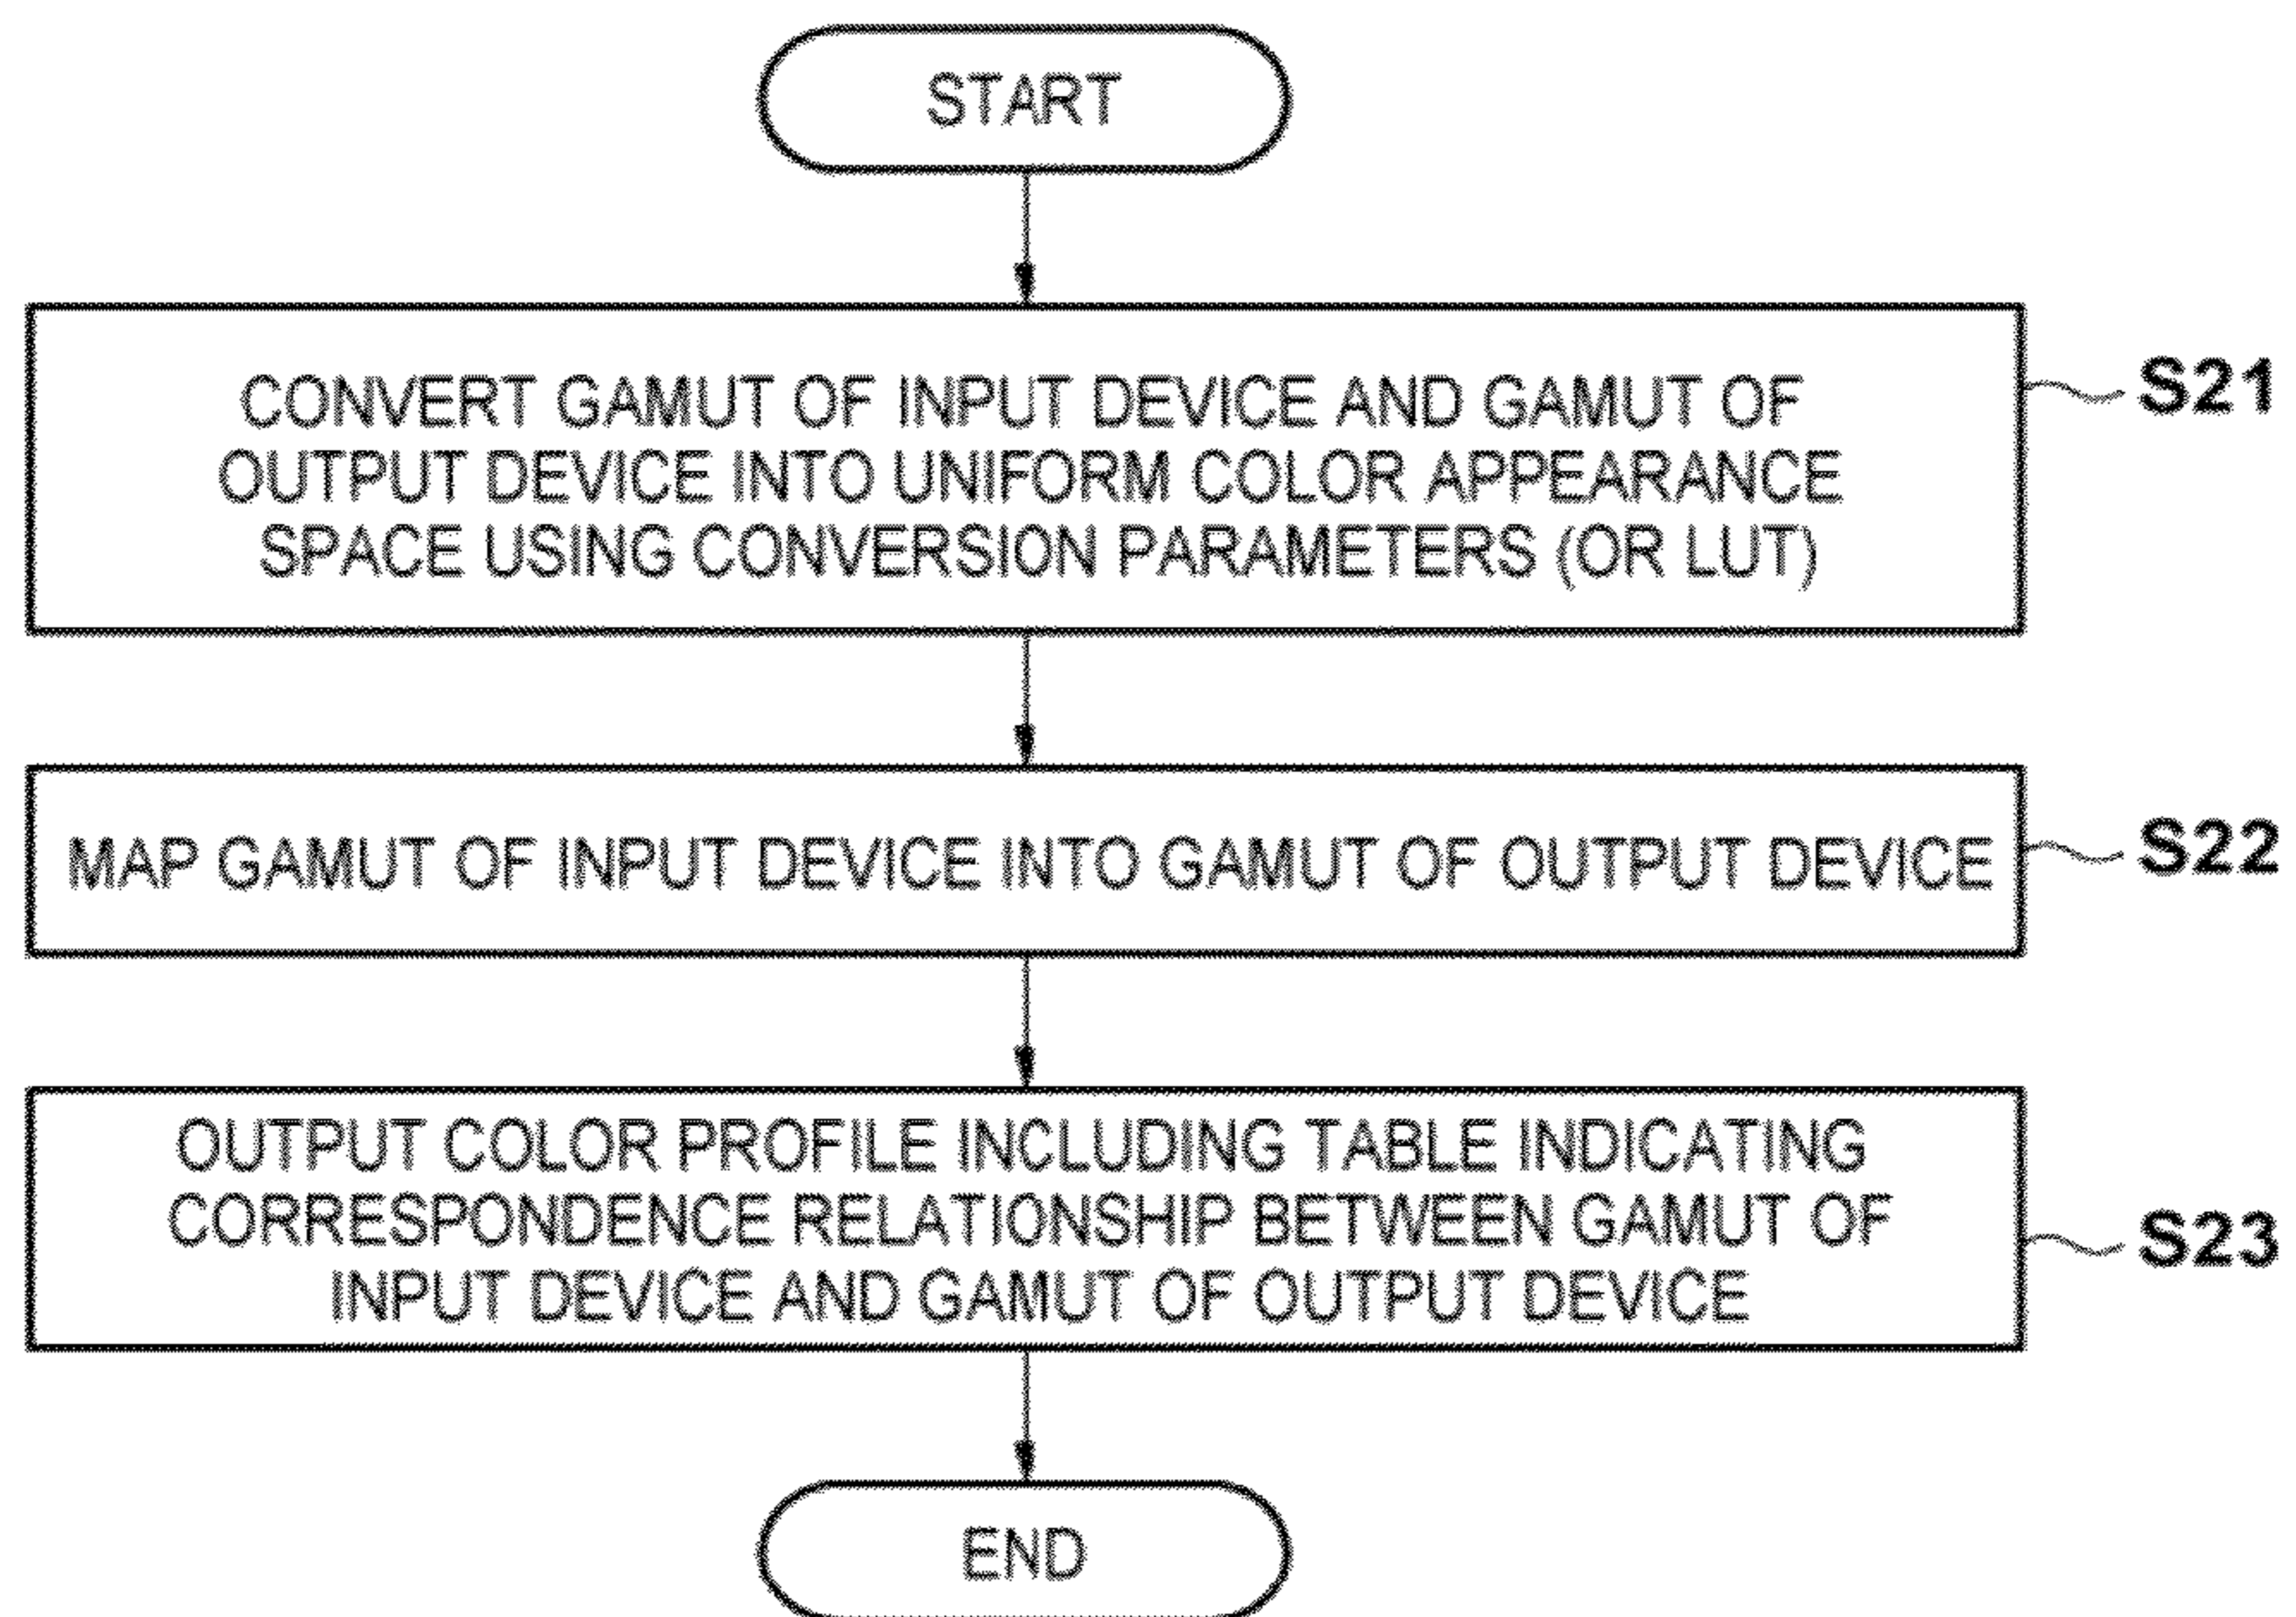 START
CONVERT GAMUT OF INPUT DEVICE AND GAMUT OF
OUTPUT DEVICE INTO UNIFORM COLOR APPEARANCE
SPACE USING CONVERSION PARAMETERS (OR LUT)
S21
MAP GAMUT OF INPUT DEVICE INTO GAMUT OF OUTPUT DEVICE
S22
OUTPUT COLOR PROFILE INCLUDING TABLE INDICATING
CORRESPONDENCE RELATIONSHIP BETWEEN GAMUT OF
INPUT DEVICE AND GAMUT OF OUTPUT DEVICE
S23
END